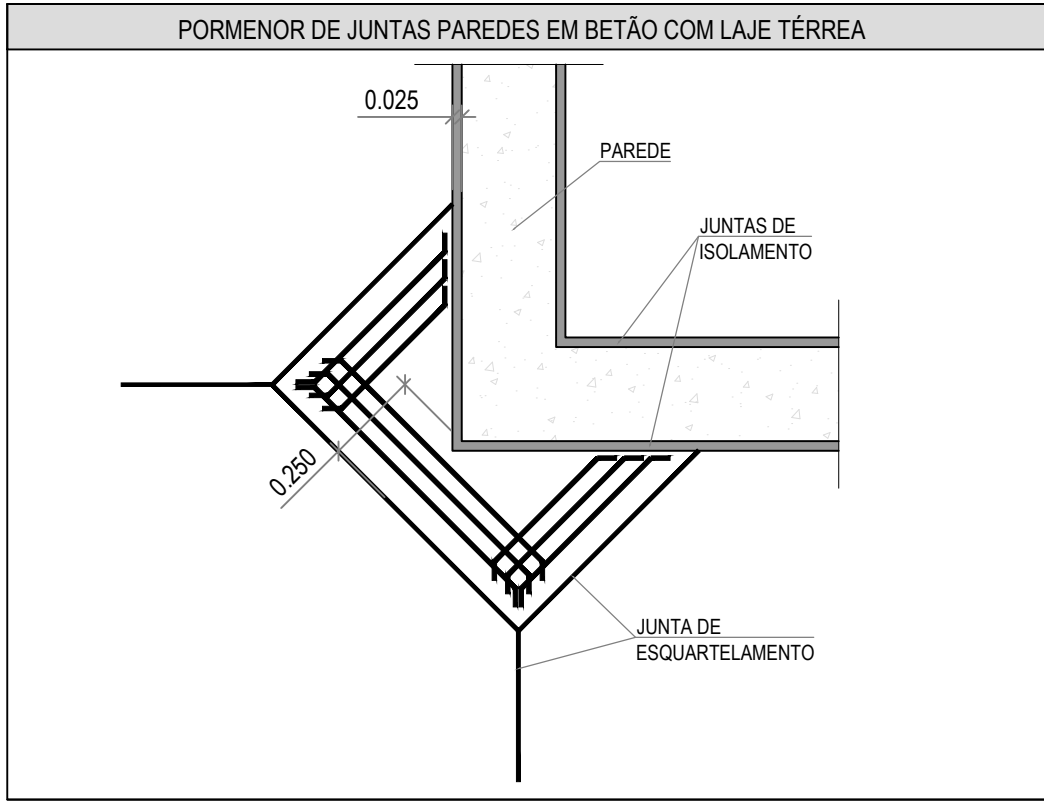 PORMENOR DE JUNTAS PAREDES EM BETÃO COM LAJE TÉRREA
0.025
PAREDE
JUNTAS DE
ISOLAMENTO
0.250
JUNTA DE
ESQUARTELAMENTO